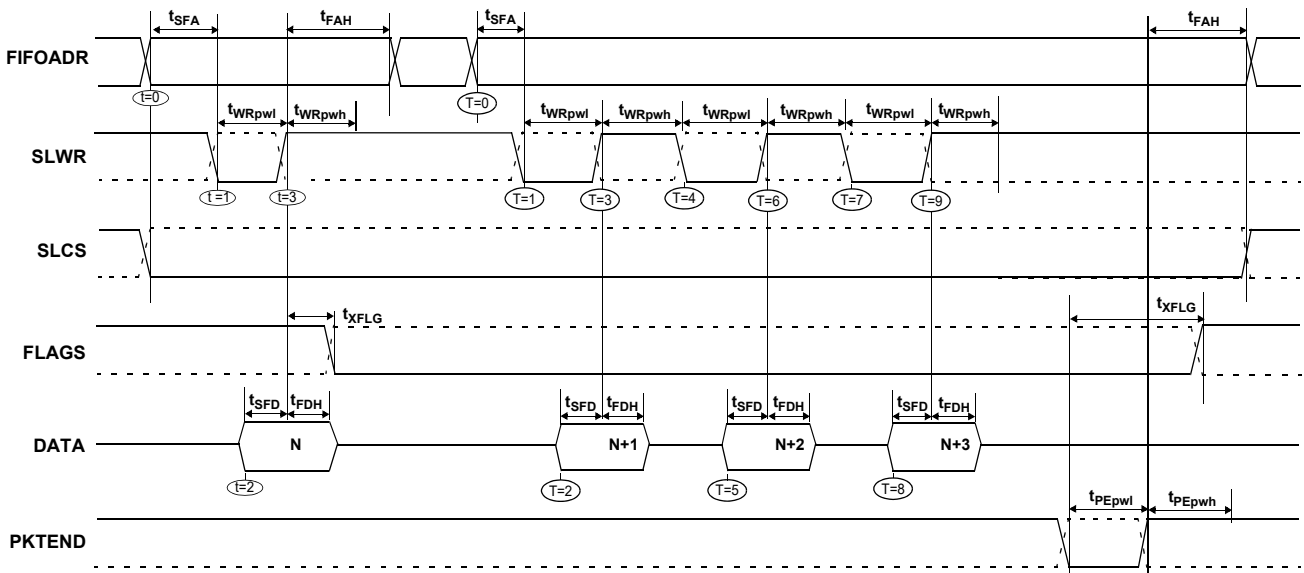 tSFA tFAH tSFA tFAH
FIFOADR
t=0 T=0
tWRpwl tWRpwh tWRpwl tWRpwh tWRpwl tWRpwh tWRpwl tWRpwh
SLWR
t =1 t=3 T=1 T=3 T=4 T=6 T=7 T=9
SLCS
tXFLG tXFLG
FLAGS
tSFD tFDH tSFD tFDH tSFD tFDH tSFD tFDH
DATA N N+1 N+2 N+3
t=2 T=2 T=5 T=8
tPEpwl tPEpwh
PKTEND